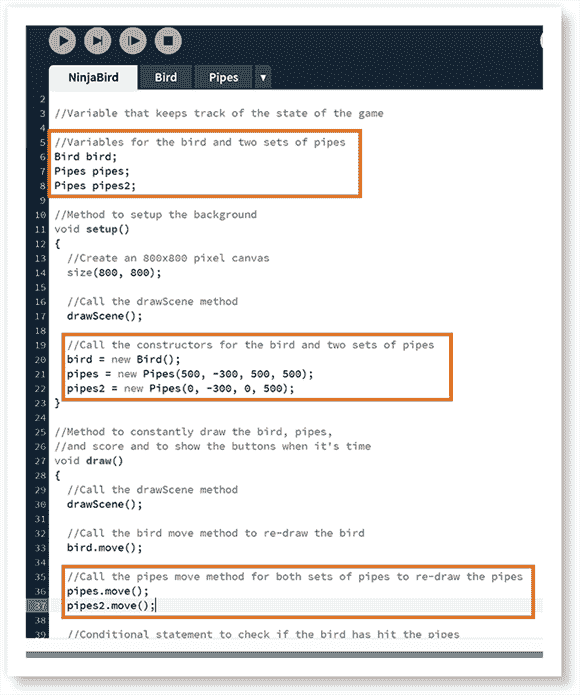 NinjaBird Bird Pipes
2
3 //Variable that keeps track of the state of the game
4
5 //Variables for the bird and two sets of pipes
6 Bird bird;
7 Pipes pipes;
8 Pipes pipes2;
9
10 //Method to setup the background
11 void setup()
12 {
13 //Create an 800x800 pixel canvas
14 size(800, 800);
15
16 //Call the drawScene method
17 drawScene();
18
19 //Call the constructors for the bird and two sets of pipes
20 bird = new Bird();
21 pipes = new Pipes(500, -300, 500, 500);
22 pipes2 = new Pipes(0, -300, 0, 500);
23 }
24
25 //Method to constantly draw the bird, pipes,
26 //and score and to show the buttons when it's time
27 void draw()
28 {
29 //Call the drawScene method
30 drawScene();
31
32 //Call the bird move method to re-draw the bird
33 bird.move();
34
35 //Call the pipes move method for both sets of pipes to re-draw the pipes
36 pipes.move();
37 pipes2.move();
38
39 //Conditional statement to check if the bird has hit the pipes